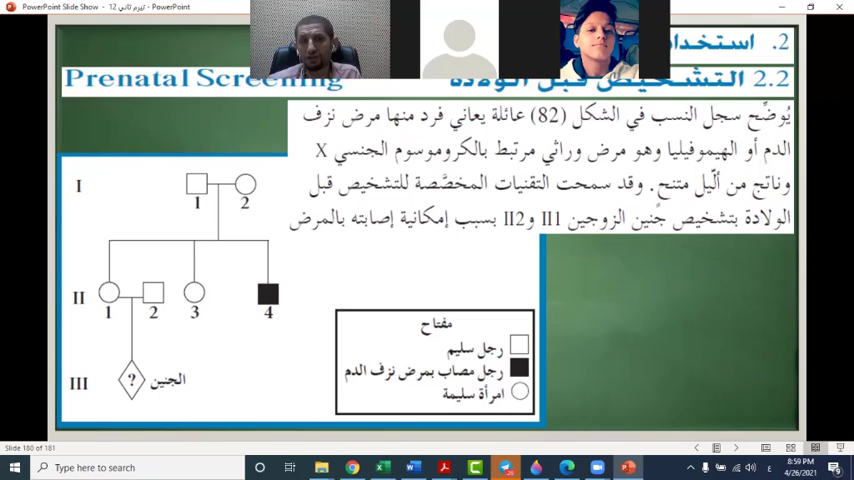 PowerPoint Slide Show - تيرم ثاني 12 - PowerPoint
2. استخدا
Prenatal Screening
2.2 التشخيص قبل الولادة
يُوضِّح سجل النسب في الشكل (82) عائلة يعاني فرد منها مرض نزف
الدم أو الهيموفيليا وهو مرض وراثي مرتبط بالكروموسوم الجنسي X
وناتج من أليل متنحٍ. وقد سمحت التقنيات المخصَّصة للتشخيص قبل
الولادة بتشخيص جنين الزوجين II1 و II2 بسبب إمكانية إصابته بالمرض
I
1 2
II
1 2 3 4
III
? الجنين
مفتاح
رجل سليم
رجل مصاب بمرض نزف الدم
امرأة سليمة
Slide 180 of 181
Type here to search
8:59 PM
4/26/2021